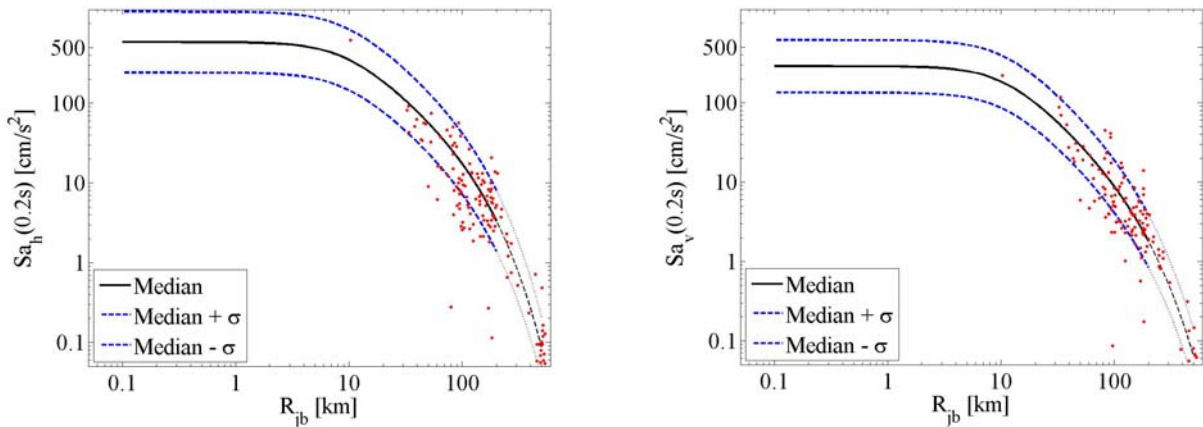 Sa_h(0.2s) [cm/s²]
500
100
10
1
0.1
Median
Median + σ
Median - σ
0.1 1 10 100
R_jb [km]
Sa_v(0.2s) [cm/s²]
500
100
10
1
0.1
Median
Median + σ
Median - σ
0.1 1 10 100
R_jb [km]